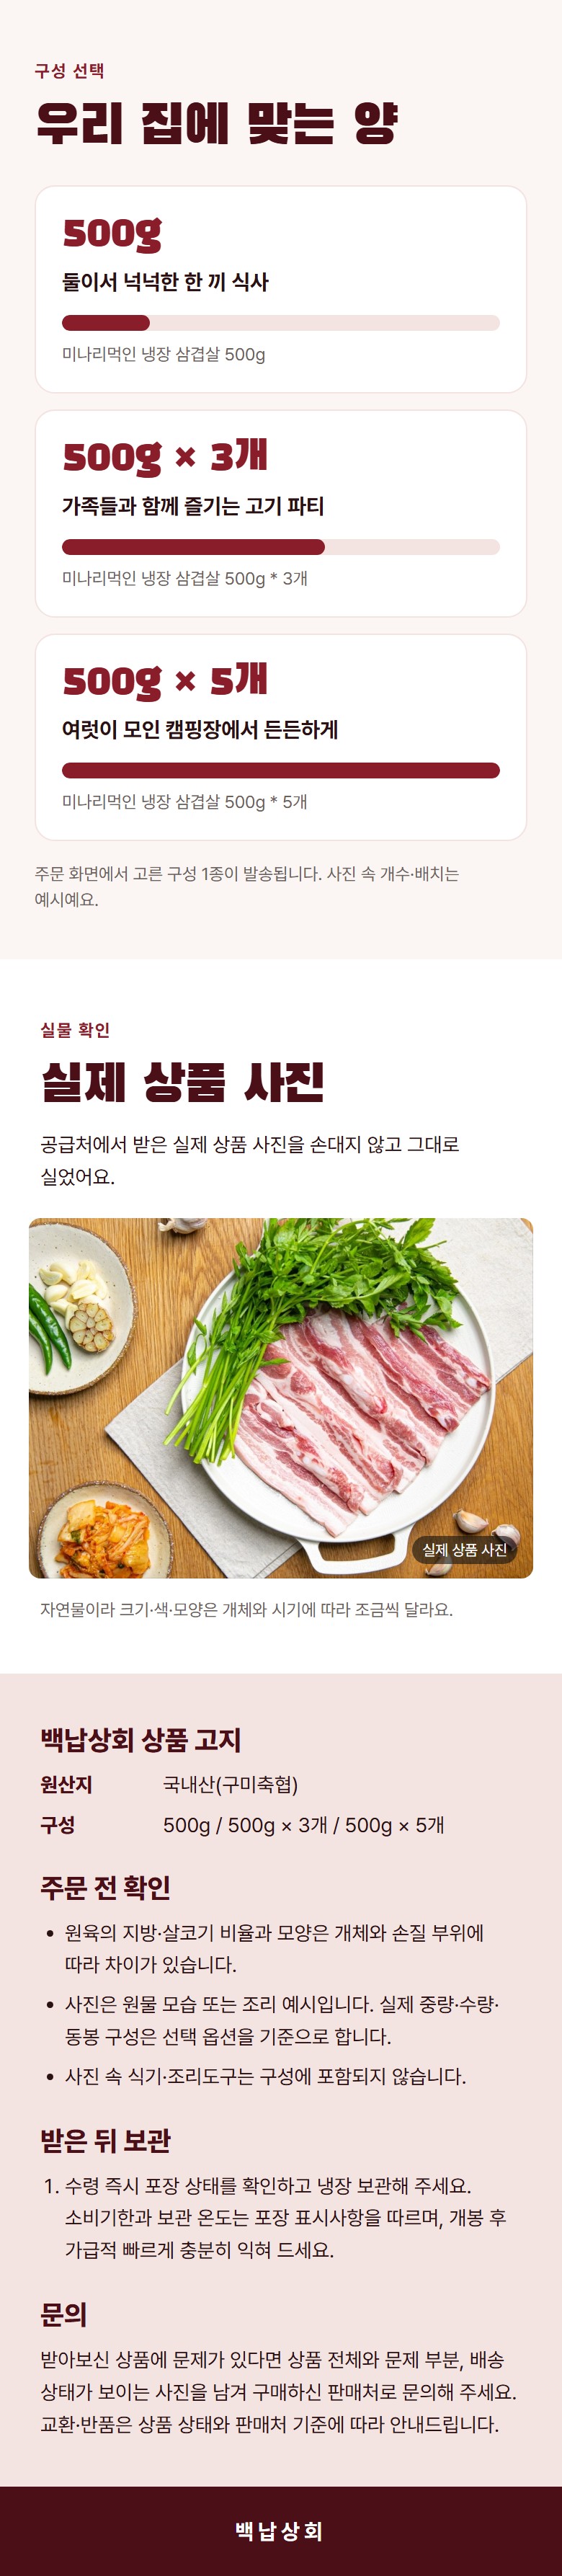 구성 선택
우리 집에 맞는 양
500g
둘이서 넉넉한 한 끼 식사
미나리먹인 냉장 삼겹살 500g
500g × 3개
가족들과 함께 즐기는 고기 파티
미나리먹인 냉장 삼겹살 500g * 3개
500g × 5개
여럿이 모인 캠핑장에서 든든하게
미나리먹인 냉장 삼겹살 500g * 5개
주문 화면에서 고른 구성 1종이 발송됩니다. 사진 속 개수·배치는
예시예요.
실물 확인
실제 상품 사진
공급처에서 받은 실제 상품 사진을 손대지 않고 그대로
실었어요.
실제 상품 사진
자연물이라 크기·색·모양은 개체와 시기에 따라 조금씩 달라요.
백납상회 상품 고지
원산지 국내산(구미축협)
구성 500g / 500g × 3개 / 500g × 5개
주문 전 확인
• 원육의 지방·살코기 비율과 모양은 개체와 손질 부위에
따라 차이가 있습니다.
• 사진은 원물 모습 또는 조리 예시입니다. 실제 중량·수량·
동봉 구성은 선택 옵션을 기준으로 합니다.
• 사진 속 식기·조리도구는 구성에 포함되지 않습니다.
받은 뒤 보관
1. 수령 즉시 포장 상태를 확인하고 냉장 보관해 주세요.
소비기한과 보관 온도는 포장 표시사항을 따르며, 개봉 후
가급적 빠르게 충분히 익혀 드세요.
문의
받아보신 상품에 문제가 있다면 상품 전체와 문제 부분, 배송
상태가 보이는 사진을 남겨 구매하신 판매처로 문의해 주세요.
교환·반품은 상품 상태와 판매처 기준에 따라 안내드립니다.
백납상회